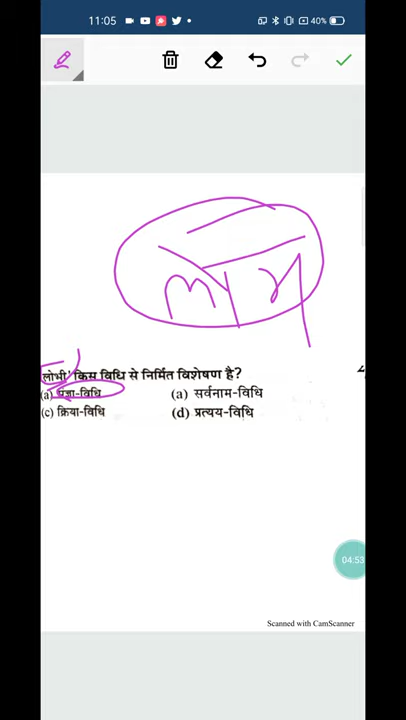 11:05 40%
लोभी' किस विधि से निर्मित विशेषण है?
(a) संज्ञा-विधि (a) सर्वनाम-विधि
(c) क्रिया-विधि (d) प्रत्यय-विधि
04:53
Scanned with CamScanner